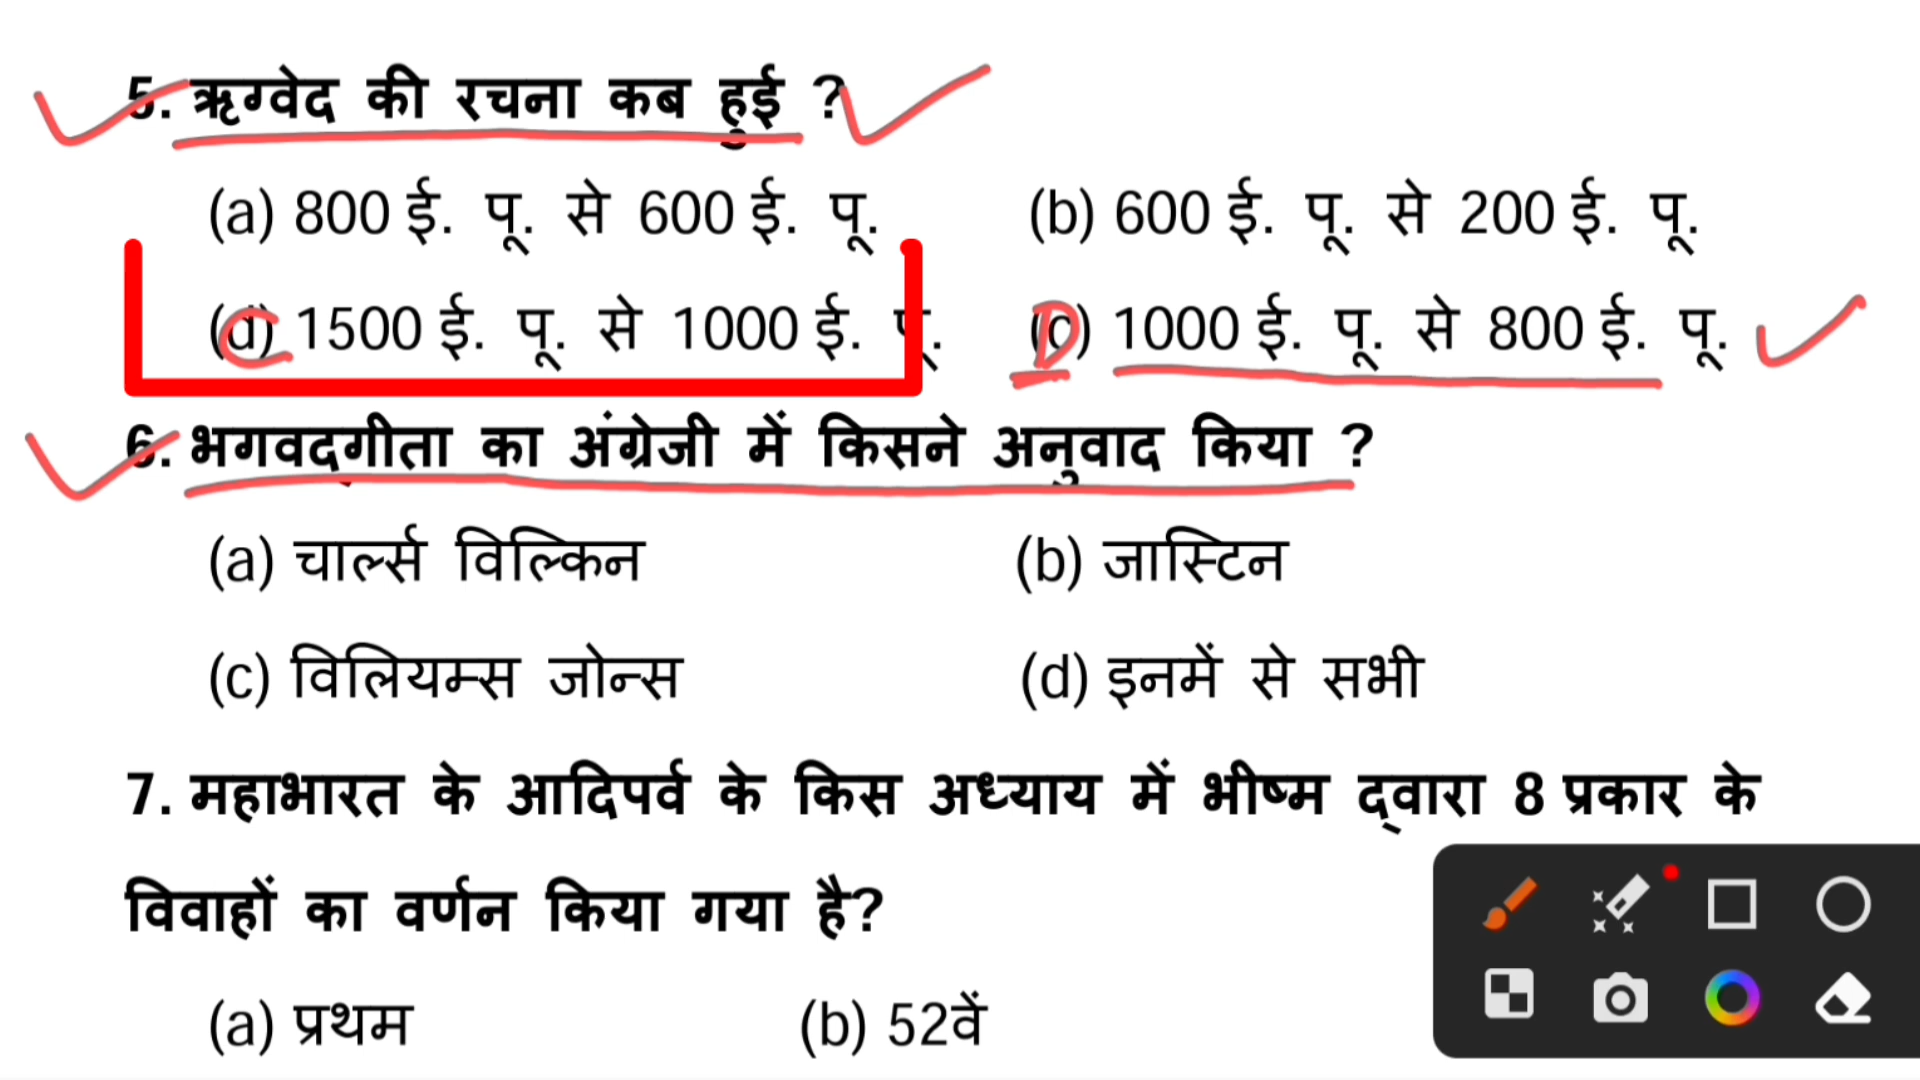 5. ऋग्वेद की रचना कब हुई ?
(a) 800 ई. पू. से 600 ई. पू. (b) 600 ई. पू. से 200 ई. पू.
(d) C 1500 ई. पू. से 1000 ई. पू. (c) D 1000 ई. पू. से 800 ई. पू.
6. भगवद्गीता का अंग्रेजी में किसने अनुवाद किया ?
(a) चार्ल्स विल्किन (b) जास्टिन
(c) विलियम्स जोन्स (d) इनमें से सभी
7. महाभारत के आदिपर्व के किस अध्याय में भीष्म द्वारा 8 प्रकार के
विवाहों का वर्णन किया गया है?
(a) प्रथम (b) 52वें